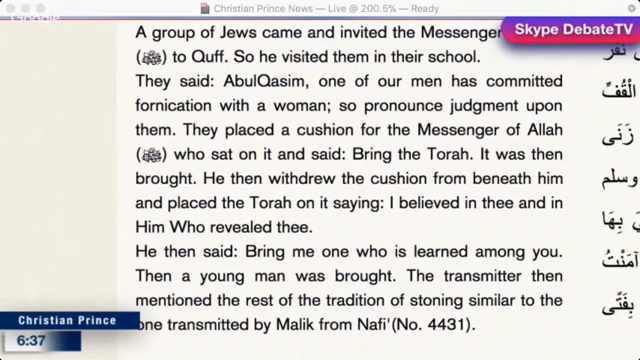 Christian Prince News — Live @ 200.5% — Ready
Google
Skype DebateTV
A group of Jews came and invited the Messenger
(ﷺ) to Quff. So he visited them in their school.
They said: AbulQasim, one of our men has committed
fornication with a woman; so pronounce judgment upon
them. They placed a cushion for the Messenger of Allah
(ﷺ) who sat on it and said: Bring the Torah. It was then
brought. He then withdrew the cushion from beneath him
and placed the Torah on it saying: I believed in thee and in
Him Who revealed thee.
He then said: Bring me one who is learned among you.
Then a young man was brought. The transmitter then
mentioned the rest of the tradition of stoning similar to the
one transmitted by Malik from Nafi'(No. 4431).
نفر
الْقُفِّ
زَنَى
وسلم
بِهَا
آمَنْتُ
بِفَتًى
Christian Prince
6:37